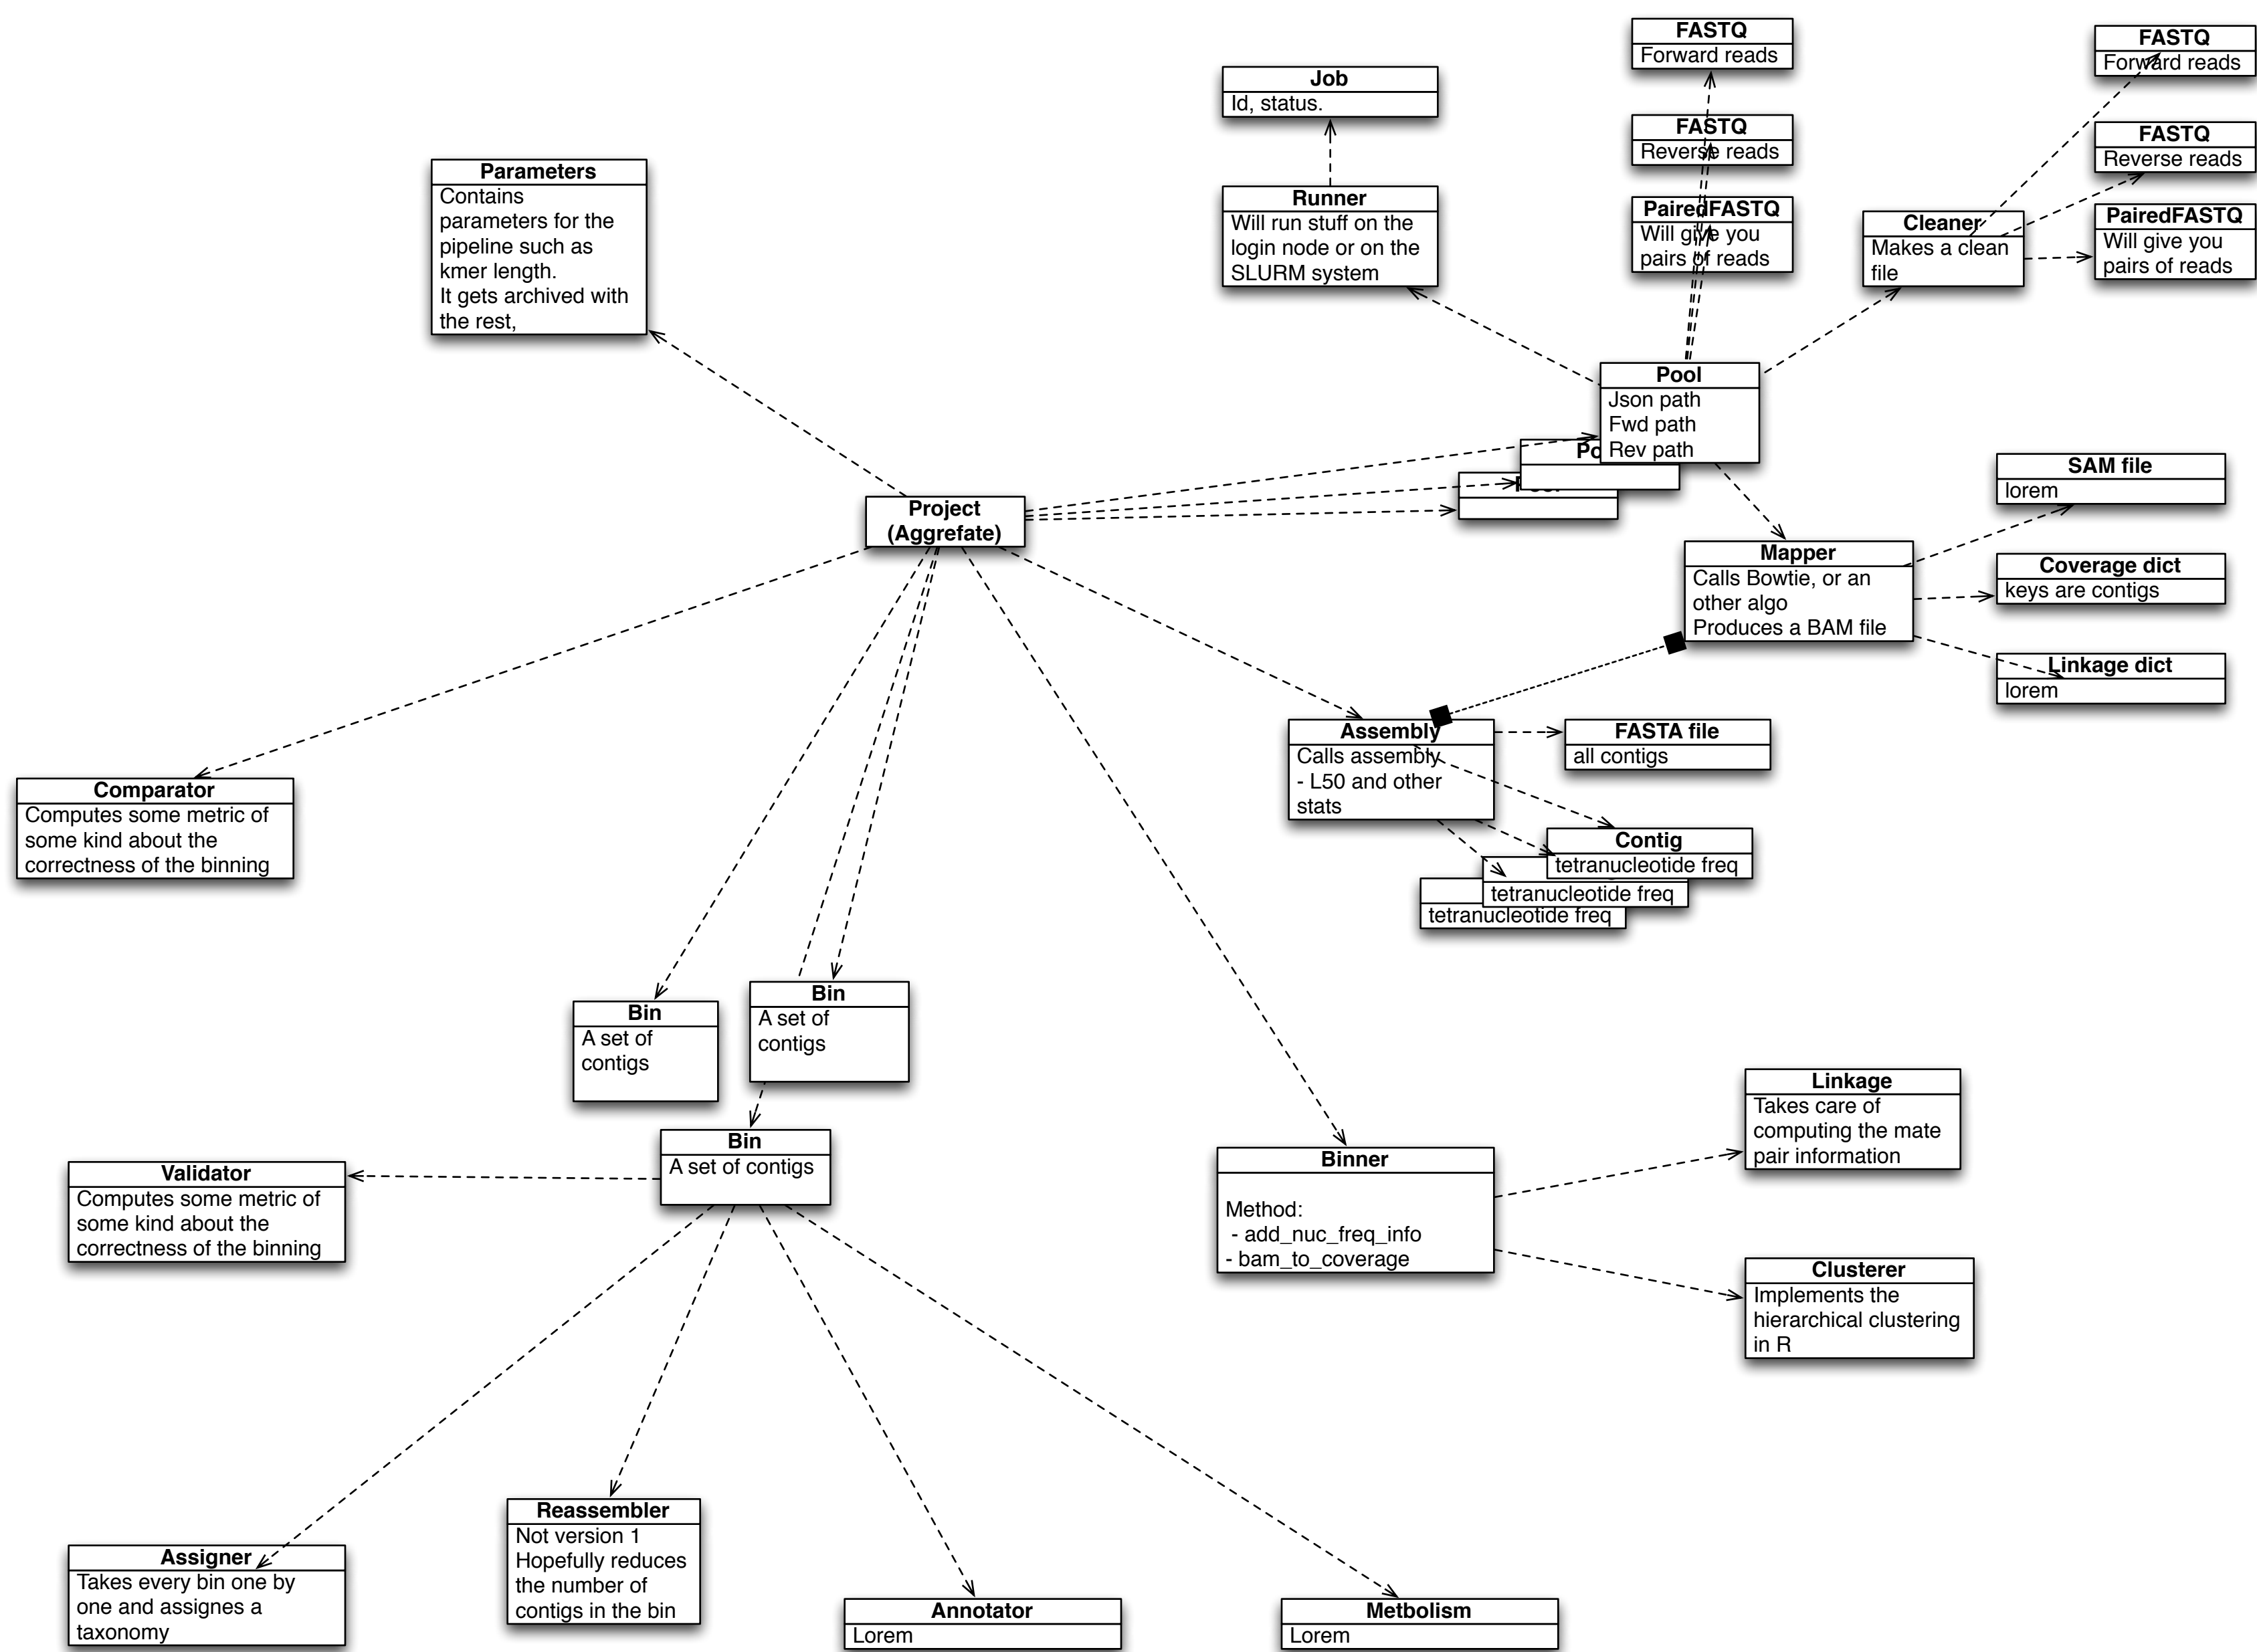 FASTQ
Forward reads
FASTQ
Forward reads
Job
Id, status.
FASTQ
Reverse reads
FASTQ
Reverse reads
Parameters
Contains
parameters for the
pipeline such as
kmer length.
It gets archived with
the rest,
Runner
Will run stuff on the
login node or on the
SLURM system
PairedFASTQ
Will give you
pairs of reads
Cleaner
Makes a clean
file
PairedFASTQ
Will give you
pairs of reads
Pool
Json path
Fwd path
Rev path
Project
(Aggrefate)
SAM file
lorem
Mapper
Calls Bowtie, or an
other algo
Produces a BAM file
Coverage dict
keys are contigs
Linkage dict
lorem
Assembly
Calls assembly
- L50 and other
stats
FASTA file
all contigs
Contig
tetranucleotide freq
tetranucleotide freq
tetranucleotide freq
Comparator
Computes some metric of
some kind about the
correctness of the binning
Bin
A set of
contigs
Bin
A set of
contigs
Bin
A set of contigs
Validator
Computes some metric of
some kind about the
correctness of the binning
Binner
Method:
- add_nuc_freq_info
- bam_to_coverage
Linkage
Takes care of
computing the mate
pair information
Clusterer
Implements the
hierarchical clustering
in R
Assigner
Takes every bin one by
one and assignes a
taxonomy
Reassembler
Not version 1
Hopefully reduces
the number of
contigs in the bin
Annotator
Lorem
Metbolism
Lorem